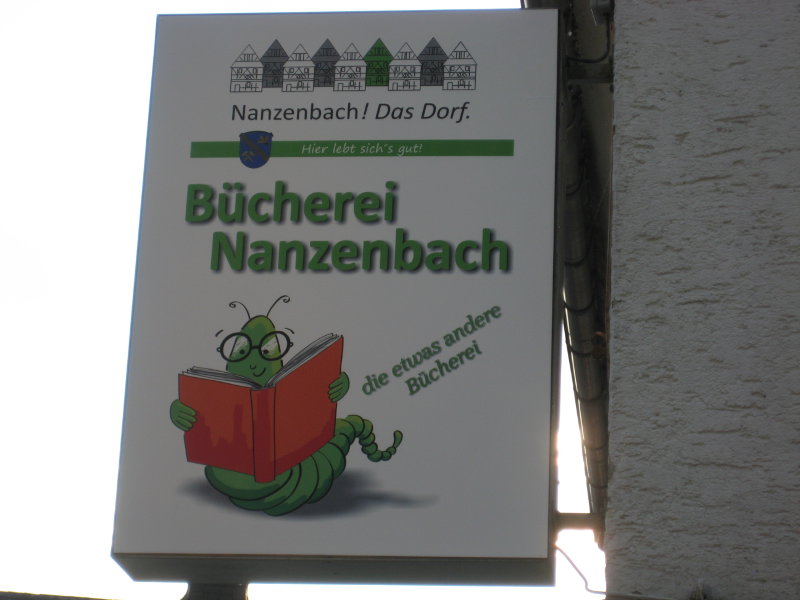 Nanzenbach! Das Dorf.
Hier lebt sich's gut!
Bücherei
Nanzenbach
die etwas andere
Bücherei